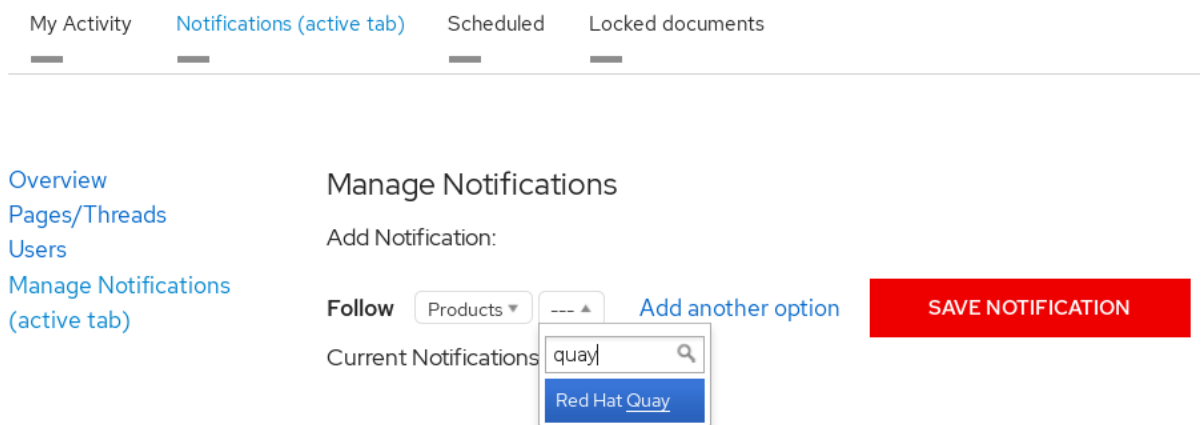 My Activity Notifications (active tab) Scheduled Locked documents
Overview
Pages/Threads
Users
Manage Notifications
(active tab)
Manage Notifications
Add Notification:
Follow Products --- Add another option SAVE NOTIFICATION
Current Notifications
quay
Red Hat Quay